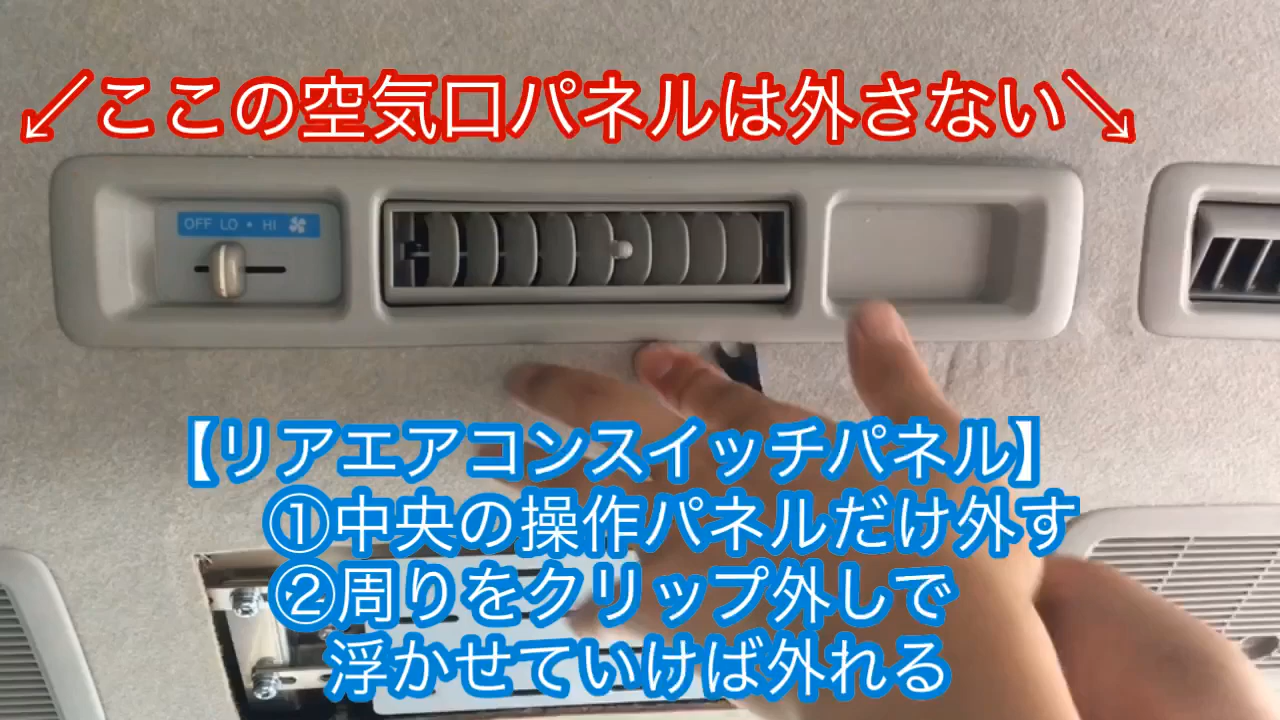 ↙ここの空気口パネルは外さない↘
OFF LO • HI
【リアエアコンスイッチパネル】
①中央の操作パネルだけ外す
②周りをクリップ外しで
浮かせていけば外れる